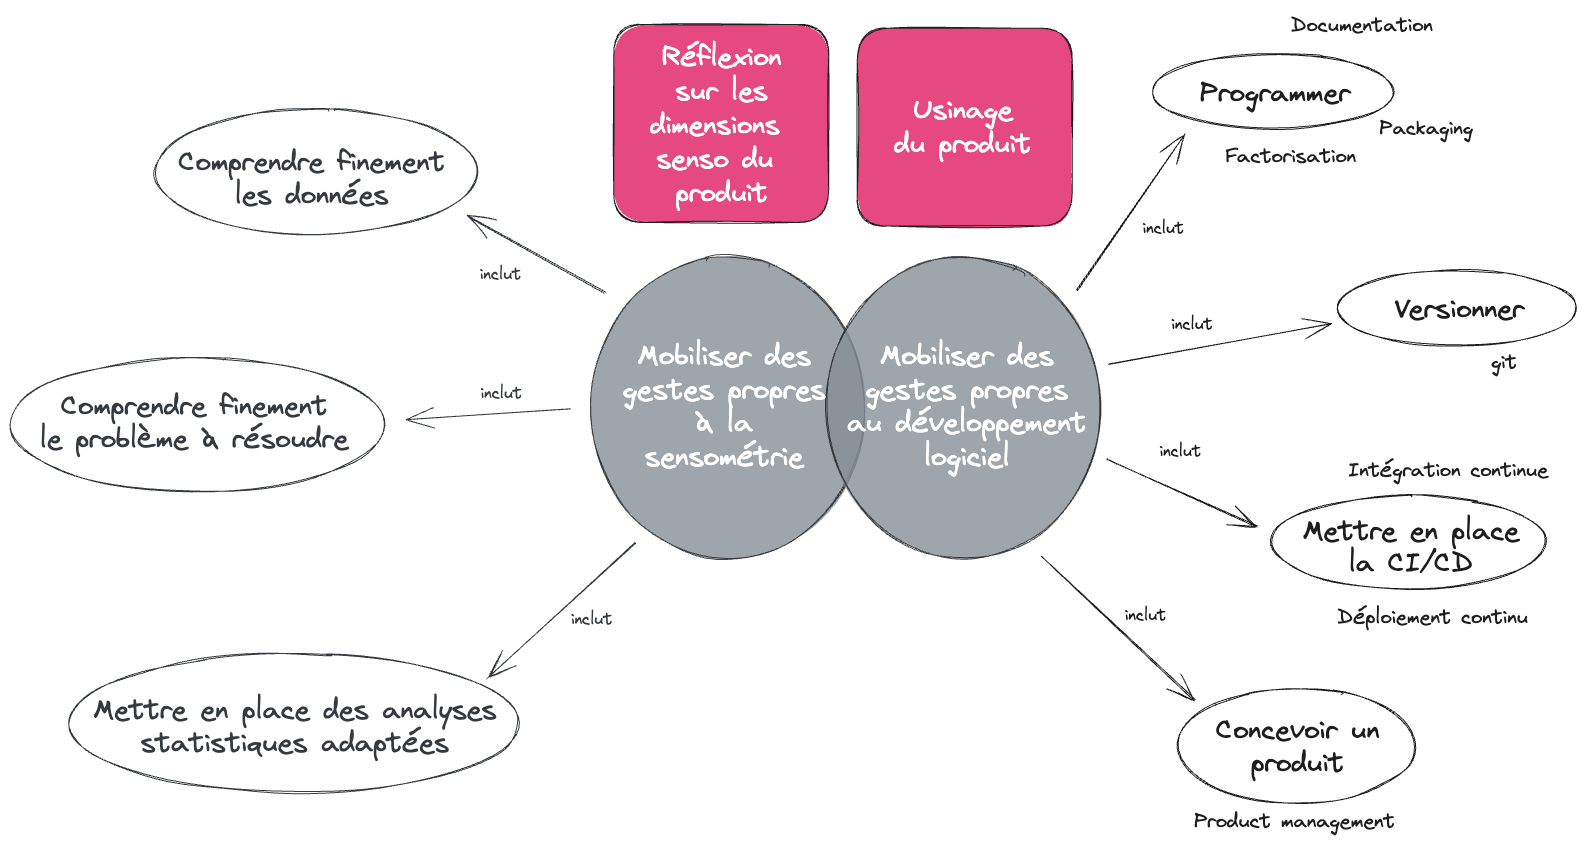 Réflexion
sur les
dimensions
senso du
produit
Usinage
du produit
Documentation
Programmer
Packaging
Factorisation
Comprendre finement
les données
inclut
inclut
Versionner
git
inclut
Mobiliser des
gestes propres
à la
sensométrie
Mobiliser des
gestes propres
au développement
logiciel
Comprendre finement
le problème à résoudre
inclut
inclut
Intégration continue
Mettre en place
la CI/CD
Déploiement continu
inclut
Mettre en place des analyses
statistiques adaptées
inclut
Concevoir un
produit
Product management